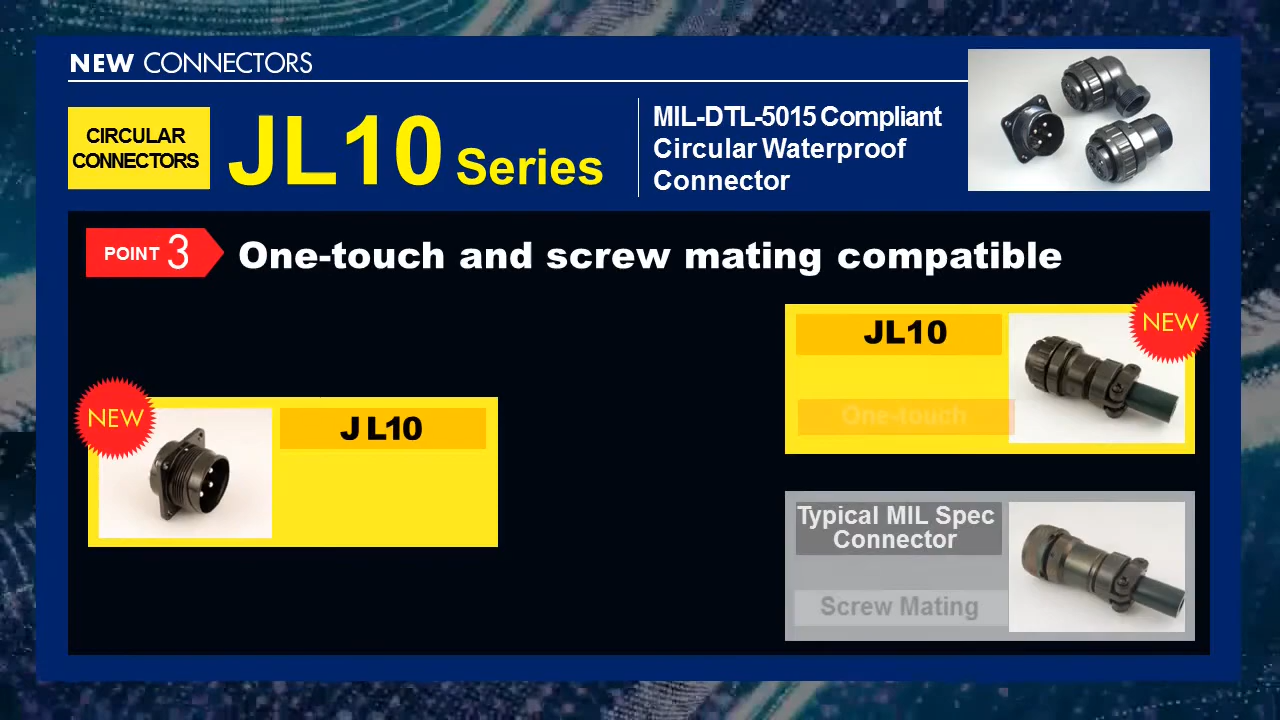 NEW CONNECTORS
CIRCULAR
CONNECTORS
JL10 Series
MIL-DTL-5015 Compliant
Circular Waterproof
Connector
POINT 3
One-touch and screw mating compatible
NEW
JL10
One-touch
NEW
JL10
Typical MIL Spec
Connector
Screw Mating